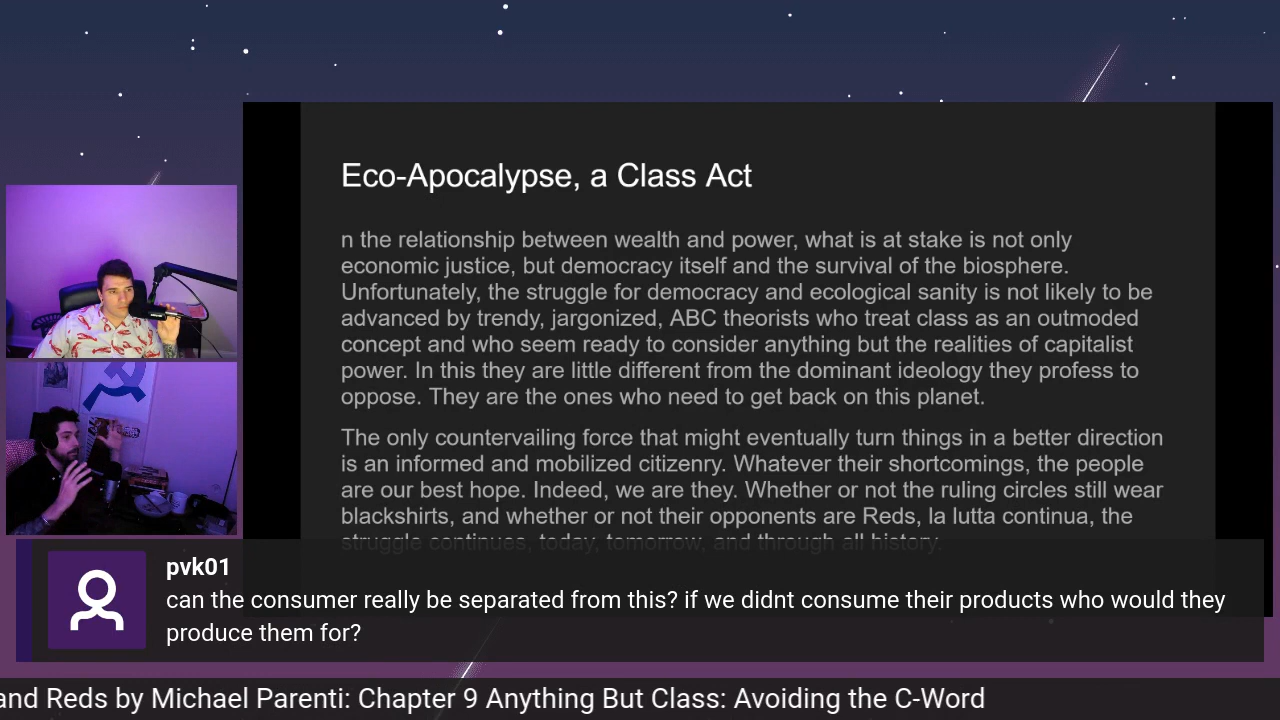 Eco-Apocalypse, a Class Act
n the relationship between wealth and power, what is at stake is not only
economic justice, but democracy itself and the survival of the biosphere.
Unfortunately, the struggle for democracy and ecological sanity is not likely to be
advanced by trendy, jargonized, ABC theorists who treat class as an outmoded
concept and who seem ready to consider anything but the realities of capitalist
power. In this they are little different from the dominant ideology they profess to
oppose. They are the ones who need to get back on this planet.
The only countervailing force that might eventually turn things in a better direction
is an informed and mobilized citizenry. Whatever their shortcomings, the people
are our best hope. Indeed, we are they. Whether or not the ruling circles still wear
blackshirts, and whether or not their opponents are Reds, la lutta continua, the
struggle continues, today, tomorrow, and through all history.
pvk01
can the consumer really be separated from this? if we didnt consume their products who would they
produce them for?
and Reds by Michael Parenti: Chapter 9 Anything But Class: Avoiding the C-Word